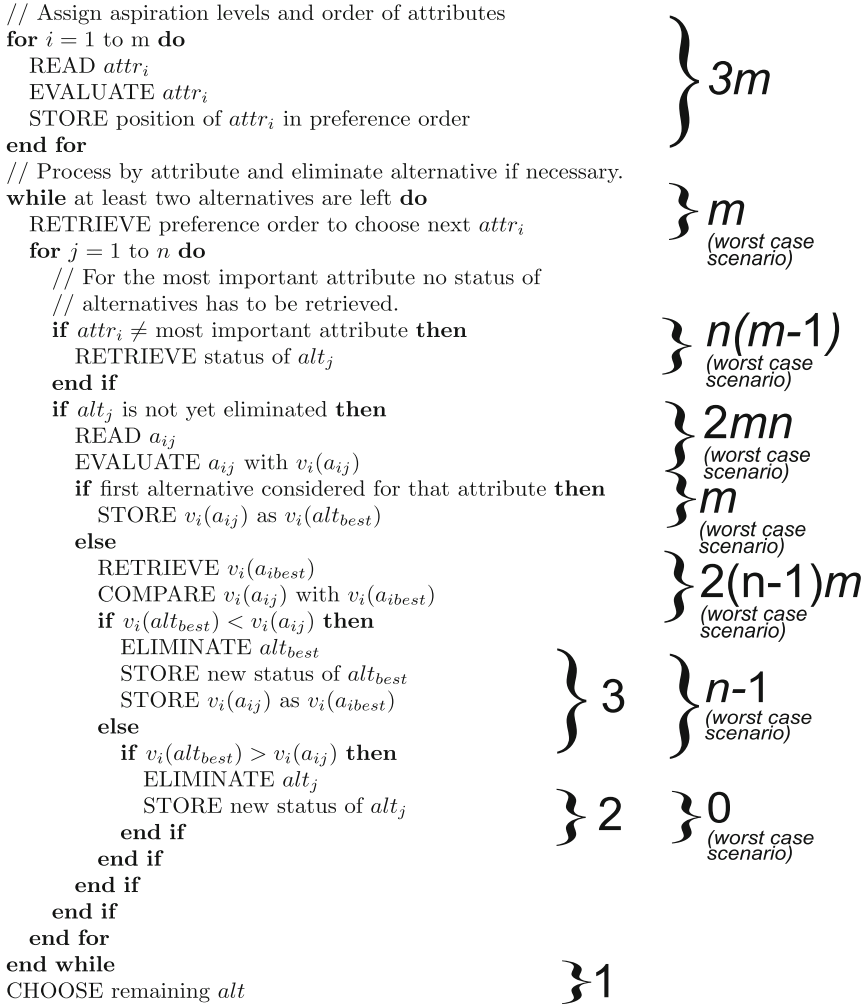 // Assign aspiration levels and order of attributes
for i = 1 to m do
READ attr_i
EVALUATE attr_i
STORE position of attr_i in preference order
} 3m
end for
// Process by attribute and eliminate alternative if necessary.
while at least two alternatives are left do
RETRIEVE preference order to choose next attr_i
} m
(worst case
scenario)
for j = 1 to n do
// For the most important attribute no status of
// alternatives has to be retrieved.
if attr_i ≠ most important attribute then
RETRIEVE status of alt_j
} n(m-1)
(worst case
scenario)
end if
if alt_j is not yet eliminated then
READ a_ij
EVALUATE a_ij with v_i(a_ij)
} 2mn
(worst case
scenario)
if first alternative considered for that attribute then
STORE v_i(a_ij) as v_i(alt_best)
} m
(worst case
scenario)
else
RETRIEVE v_i(a_ibest)
COMPARE v_i(a_ij) with v_i(a_ibest)
} 2(n-1)m
(worst case
scenario)
if v_i(alt_best) < v_i(a_ij) then
ELIMINATE alt_best
STORE new status of alt_best
STORE v_i(a_ij) as v_i(a_ibest)
} 3
} n-1
(worst case
scenario)
else
if v_i(alt_best) > v_i(a_ij) then
ELIMINATE alt_j
STORE new status of alt_j
} 2
} 0
(worst case
scenario)
end if
end if
end if
end if
end for
end while
CHOOSE remaining alt
} 1